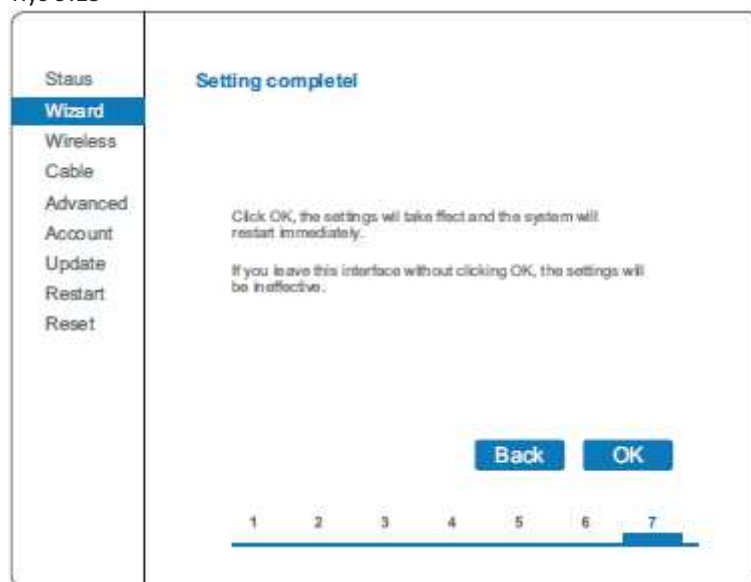 Setting complete!
Staus
Wizard
Wireless
Cable
Advanced
Account
Update
Restart
Reset
Click OK, the settings wil take ffect and the system will
restart immediately.
If you leave this interface without clicking OK, the settings will
be ineffective.
Back OK
1 2 3 4 5 6 7